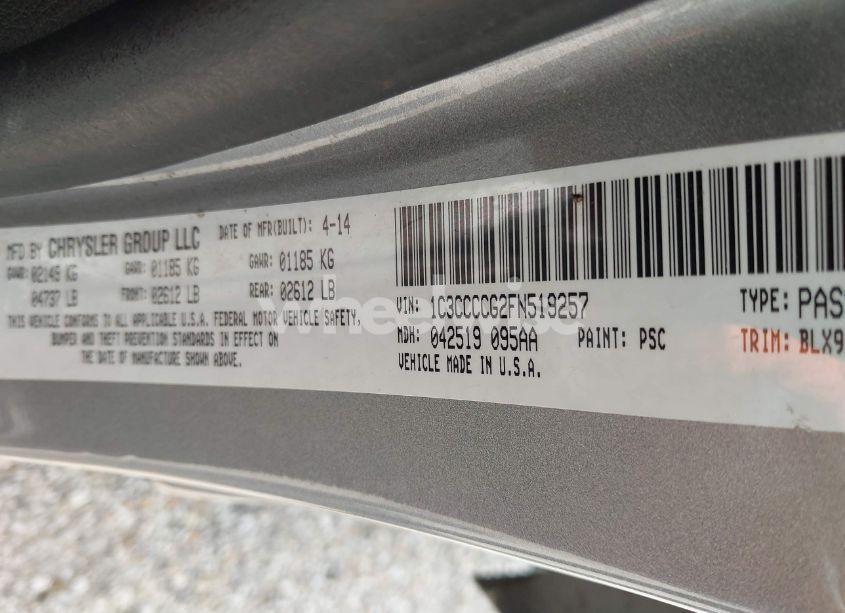 MFD BY CHRYSLER GROUP LLC DATE OF MFR(BUILT): 4-14
GVWR: 02149 KG GAWR: 01185 KG GAWR: 01185 KG
04737 LB FRONT: 02612 LB REAR: 02612 LB
THIS VEHICLE CONFORMS TO ALL APPLICABLE U.S.A. FEDERAL MOTOR VEHICLE SAFETY,
BUMPER AND THEFT PREVENTION STANDARDS IN EFFECT ON
THE DATE OF MANUFACTURE SHOWN ABOVE.
VIN: 1C3CCCCG2FN519257 TYPE: PAS
MDH: 042519 095AA PAINT: PSC TRIM: BLX9
VEHICLE MADE IN U.S.A.